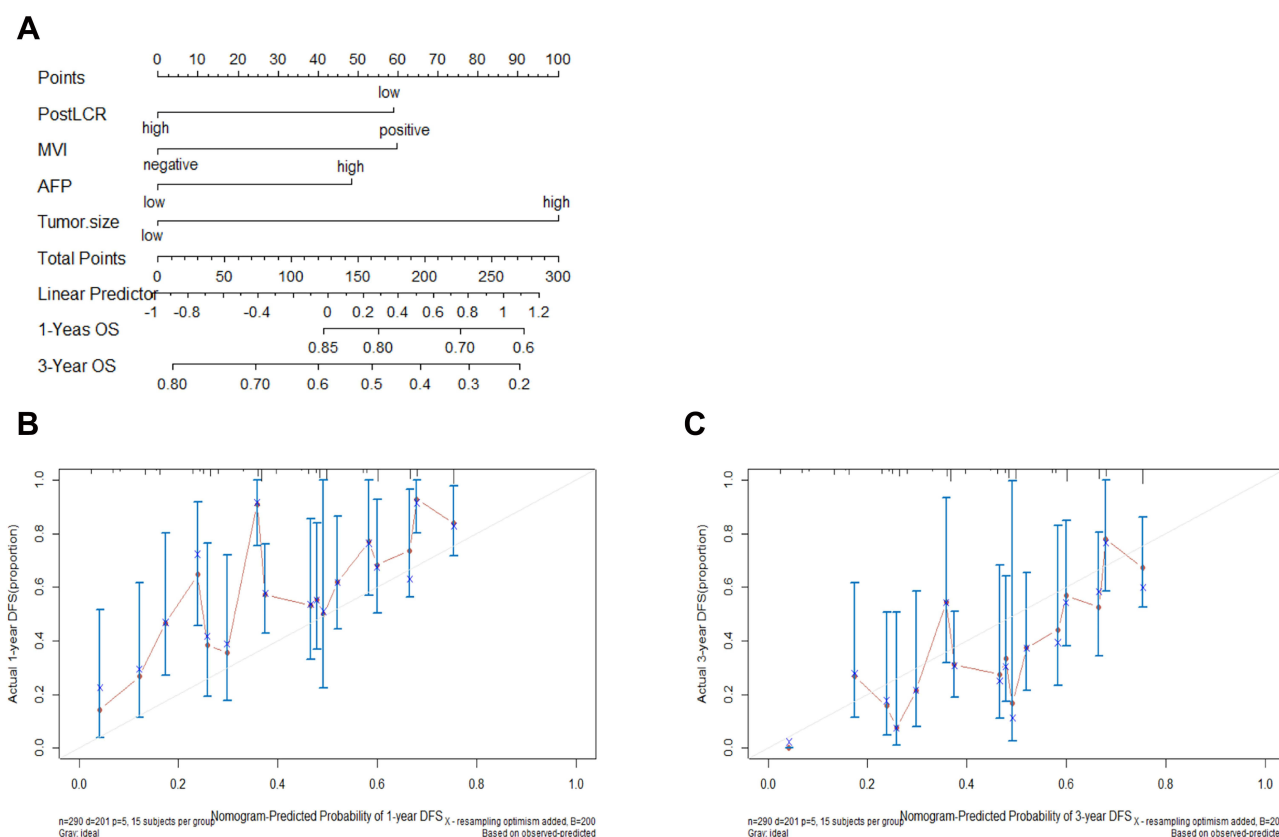 A
0 10 20 30 40 50 60 70 80 90 100
Points
low
PostLCR
high
positive
MVI
negative
high
AFP
low
high
Tumor.size
low
Total Points
0 50 100 150 200 250 300
Linear Predictor
-1 -0.8 -0.4 0 0.2 0.4 0.6 0.8 1 1.2
1-Yeas OS
0.85 0.80 0.70 0.6
3-Year OS
0.80 0.70 0.6 0.5 0.4 0.3 0.2
B
Actual 1-year DFS(proportion)
1.0
0.8
0.6
0.4
0.2
0.0
0.0 0.2 0.4 0.6 0.8 1.0
Nomogram-Predicted Probability of 1-year DFS
n=290 d=201 p=5, 15 subjects per group
Gray: ideal
X - resampling optimism added, B=200
Based on observed-predicted
C
Actual 3-year DFS(proportion)
1.0
0.8
0.6
0.4
0.2
0.0
0.0 0.2 0.4 0.6 0.8 1.0
Nomogram-Predicted Probability of 3-year DFS
n=290 d=201 p=5, 15 subjects per group
Gray: ideal
X - resampling optimism added, B=20
Based on observed-predicte